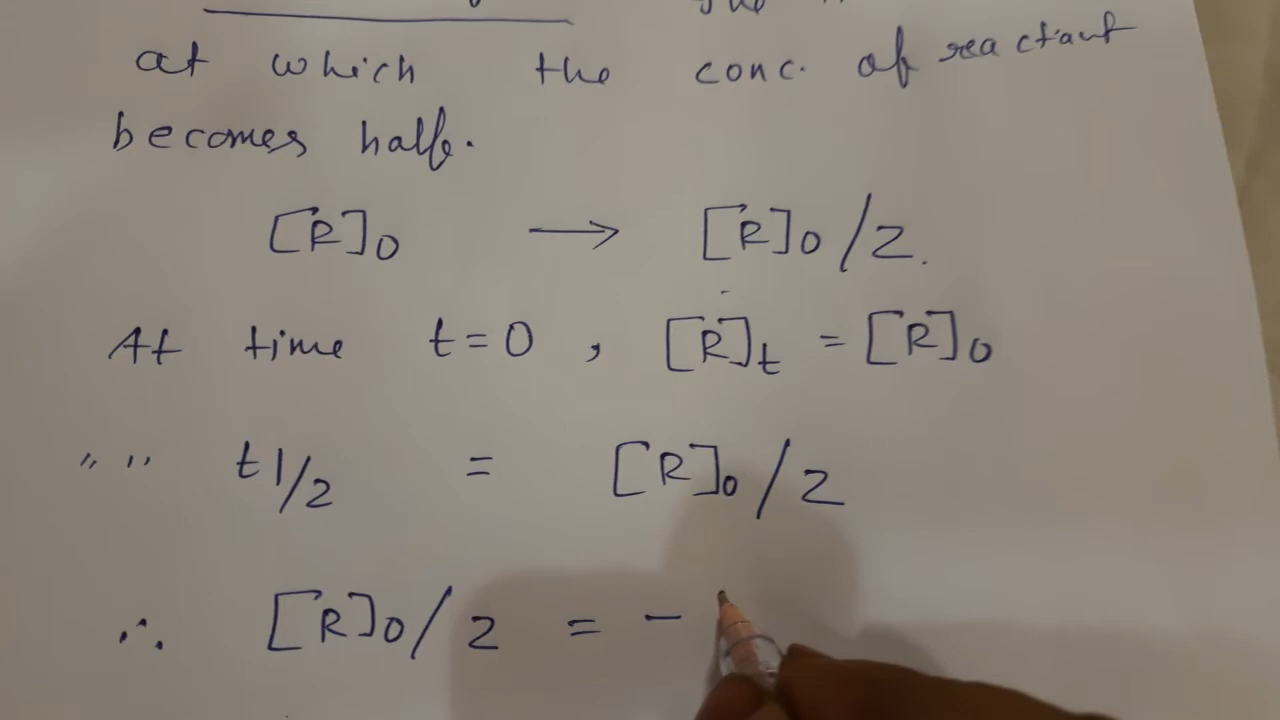 at which the conc. of reactant
becomes half.
[R]0 → [R]0/2.
At time t=0, [R]t = [R]0
〃 〃 t1/2 = [R]0/2
∴ [R]0/2 = -